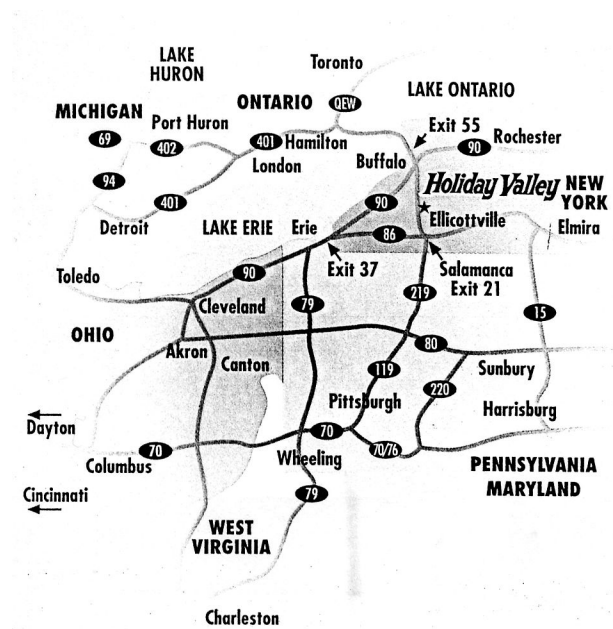 LAKE
HURON
Toronto
LAKE ONTARIO
MICHIGAN
ONTARIO
QEW
Exit 55
69
Port Huron
402
401
Hamilton
London
90
Rochester
Buffalo
94
401
Holiday Valley
NEW
YORK
90
Ellicottville
Detroit
LAKE ERIE
Erie
86
Elmira
Toledo
90
Exit 37
Salamanca
Exit 21
Cleveland
79
219
15
OHIO
Akron
80
Canton
119
Sunbury
Pittsburgh
220
Harrisburg
Dayton
70
Columbus
70
Wheeling
70/76
PENNSYLVANIA
MARYLAND
Cincinnati
79
WEST
VIRGINIA
Charleston